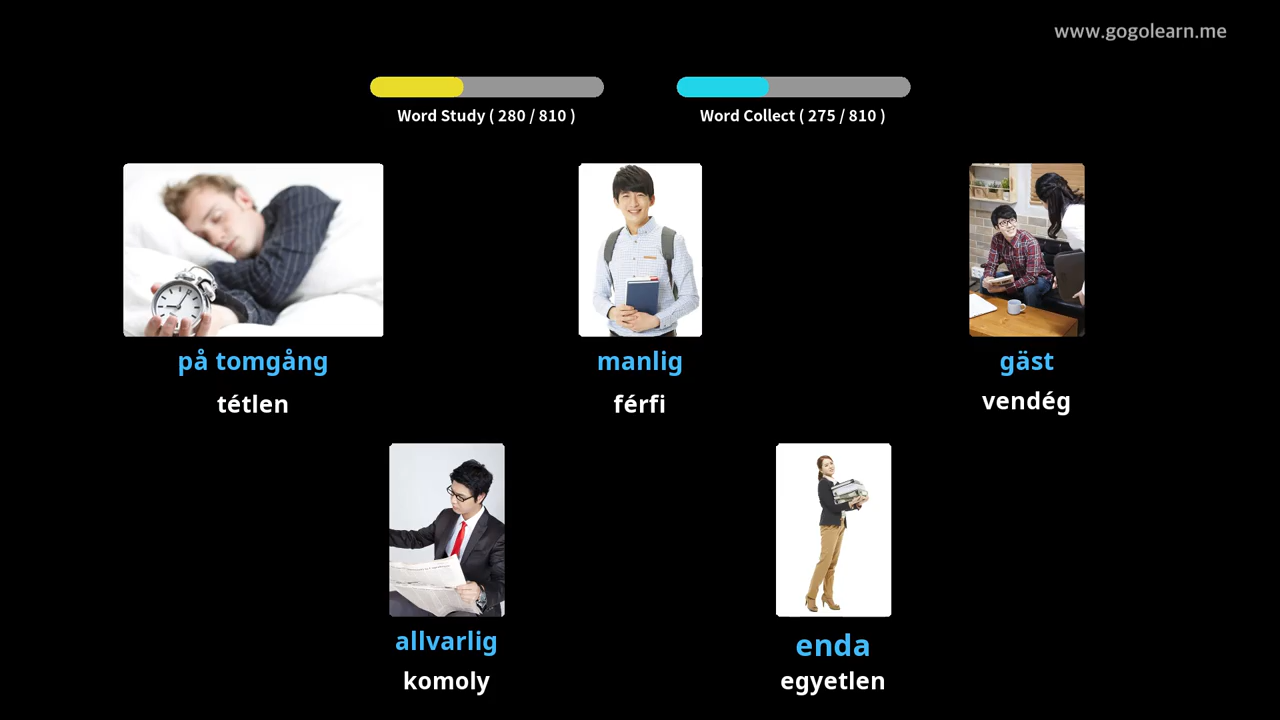 www.gogolearn.me
Word Study ( 280 / 810 )
Word Collect ( 275 / 810 )
på tomgång
tétlen
manlig
férfi
gäst
vendég
allvarlig
komoly
enda
egyetlen